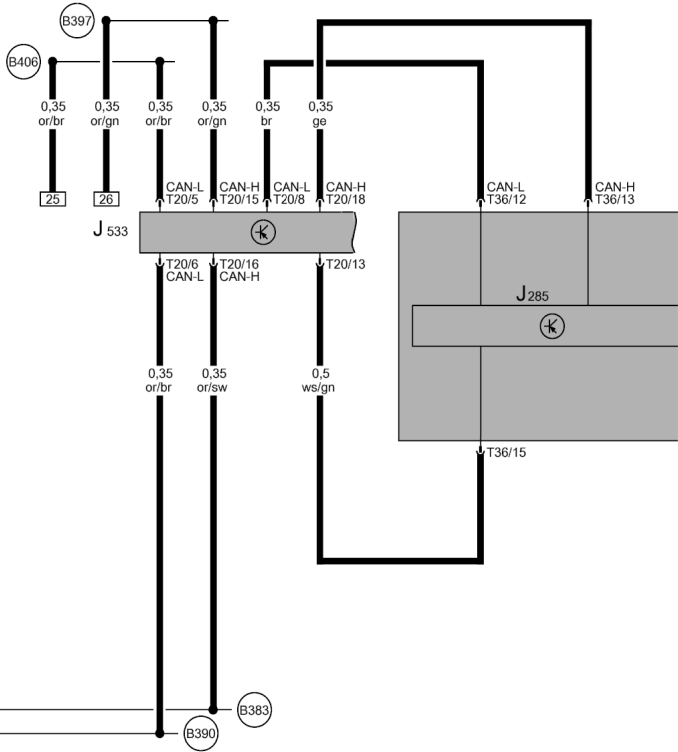 B397
B406
0,35 0,35 0,35 0,35 0,35 0,35
or/br or/gn or/br or/gn br ge
CAN-L CAN-H CAN-L CAN-H CAN-L CAN-H
25 26 T20/5 T20/15 T20/8 T20/18 T36/12 T36/13
J 533
T20/6 T20/16 T20/13
CAN-L CAN-H
J285
0,35 0,35 0,5
or/br or/sw ws/gn
T36/15
B383
B390